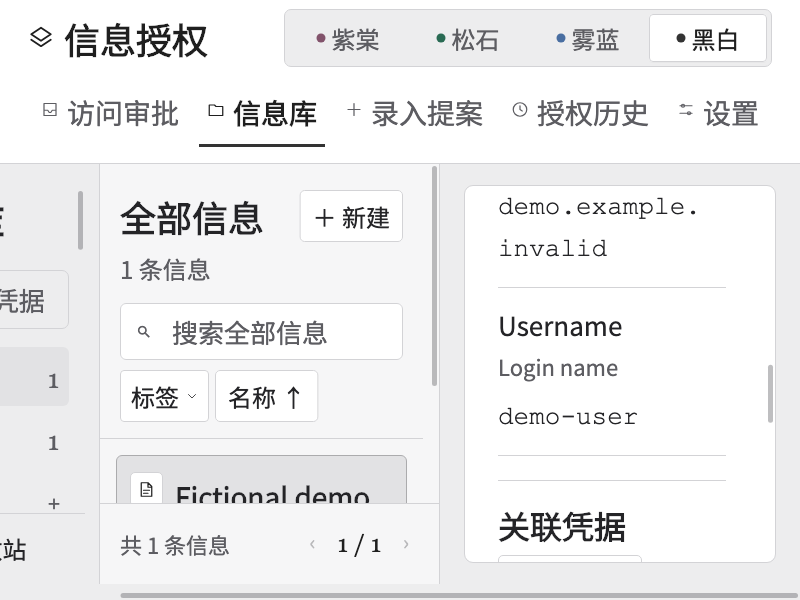 信息授权
紫棠
松石
雾蓝
黑白
访问审批
信息库
录入提案
授权历史
设置
凭据
1
1
+
站
全部信息
+ 新建
1 条信息
搜索全部信息
标签
名称 ↑
Fictional demo
共 1 条信息
‹ 1 / 1 ›
demo.example.
invalid
Username
Login name
demo-user
关联凭据